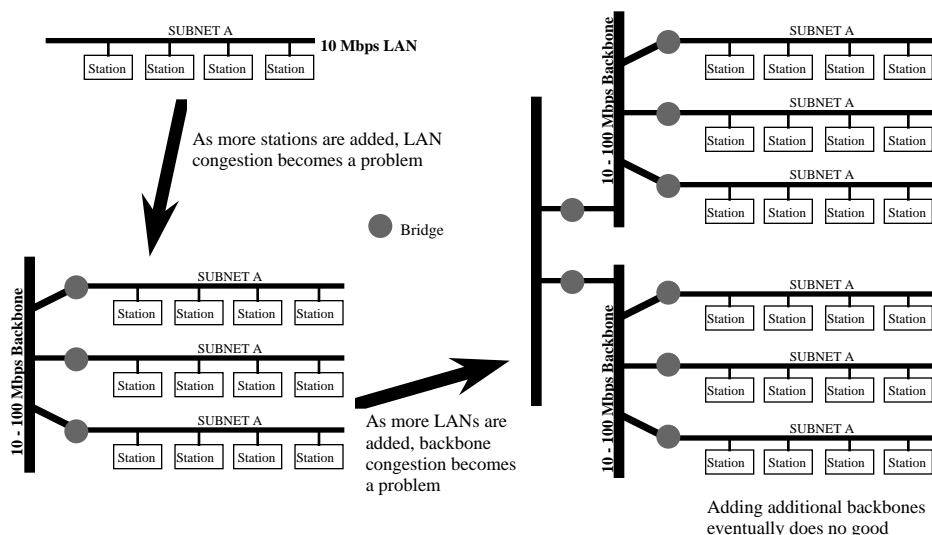 SUBNET A
10 Mbps LAN
Station Station Station Station
As more stations are added, LAN
congestion becomes a problem
Bridge
10 - 100 Mbps Backbone
SUBNET A
Station Station Station Station
SUBNET A
Station Station Station Station
SUBNET A
Station Station Station Station
As more LANs are
added, backbone
congestion becomes
a problem
10 - 100 Mbps Backbone
SUBNET A
Station Station Station Station
SUBNET A
Station Station Station Station
SUBNET A
Station Station Station Station
10 - 100 Mbps Backbone
SUBNET A
Station Station Station Station
SUBNET A
Station Station Station Station
SUBNET A
Station Station Station Station
Adding additional backbones
eventually does no good